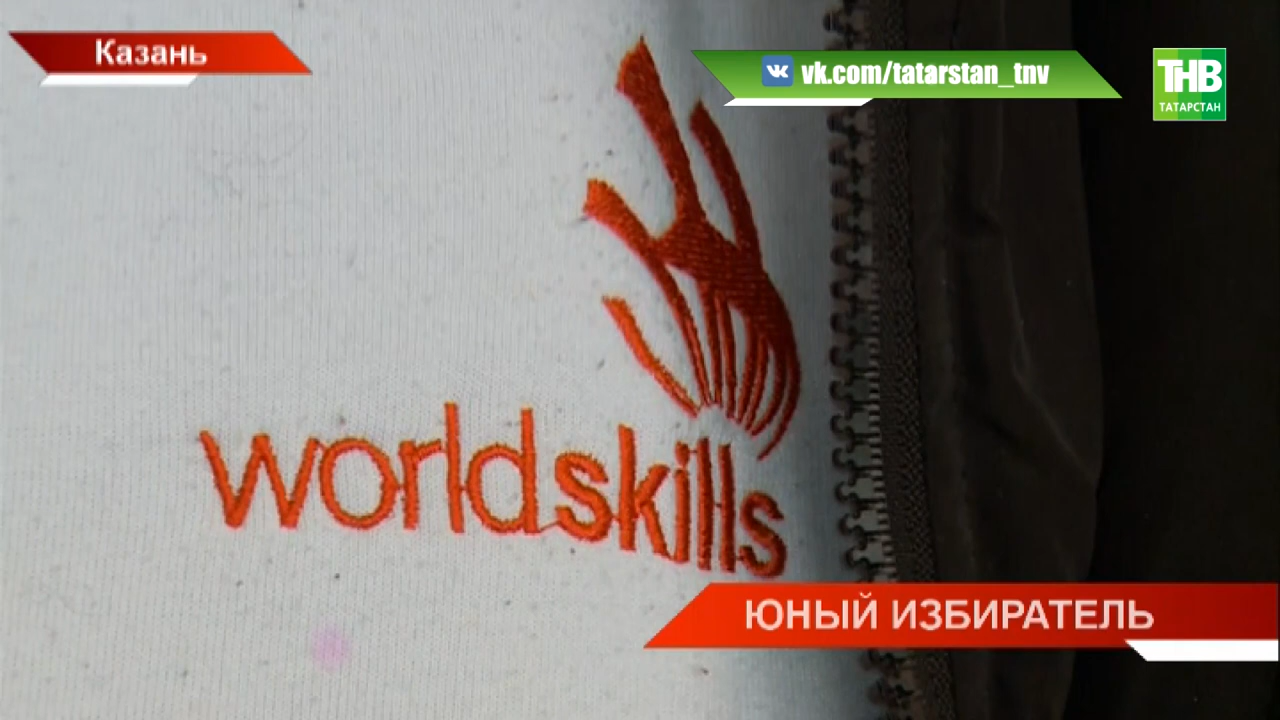 Казань
vk.com/tatarstan_tnv
ТНВ
ТАТАРСТАН
worldskills
ЮНЫЙ ИЗБИРАТЕЛЬ